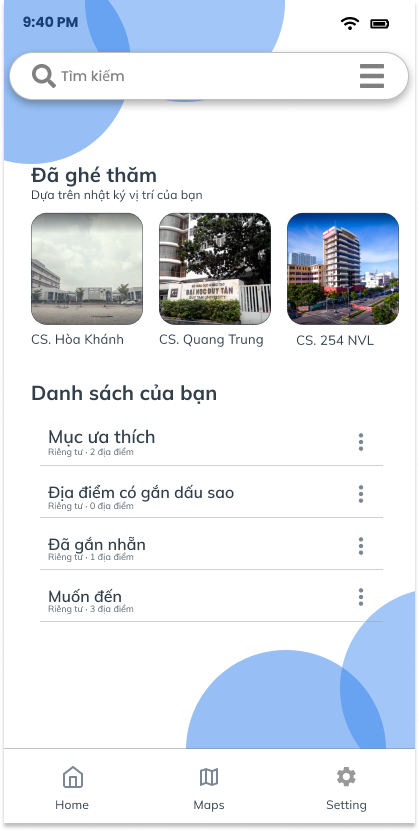 9:40 PM
Tìm kiếm
Đã ghé thăm
Dựa trên nhật ký vị trí của bạn
ĐẠI HỌC DUY TÂN
CS. Hòa Khánh
CS. Quang Trung
CS. 254 NVL
Danh sách của bạn
Mục ưa thích
Riêng tư · 2 địa điểm
Địa điểm có gắn dấu sao
Riêng tư · 0 địa điểm
Đã gắn nhẵn
Riêng tư · 1 địa điểm
Muốn đến
Riêng tư · 3 địa điểm
Home
Maps
Setting